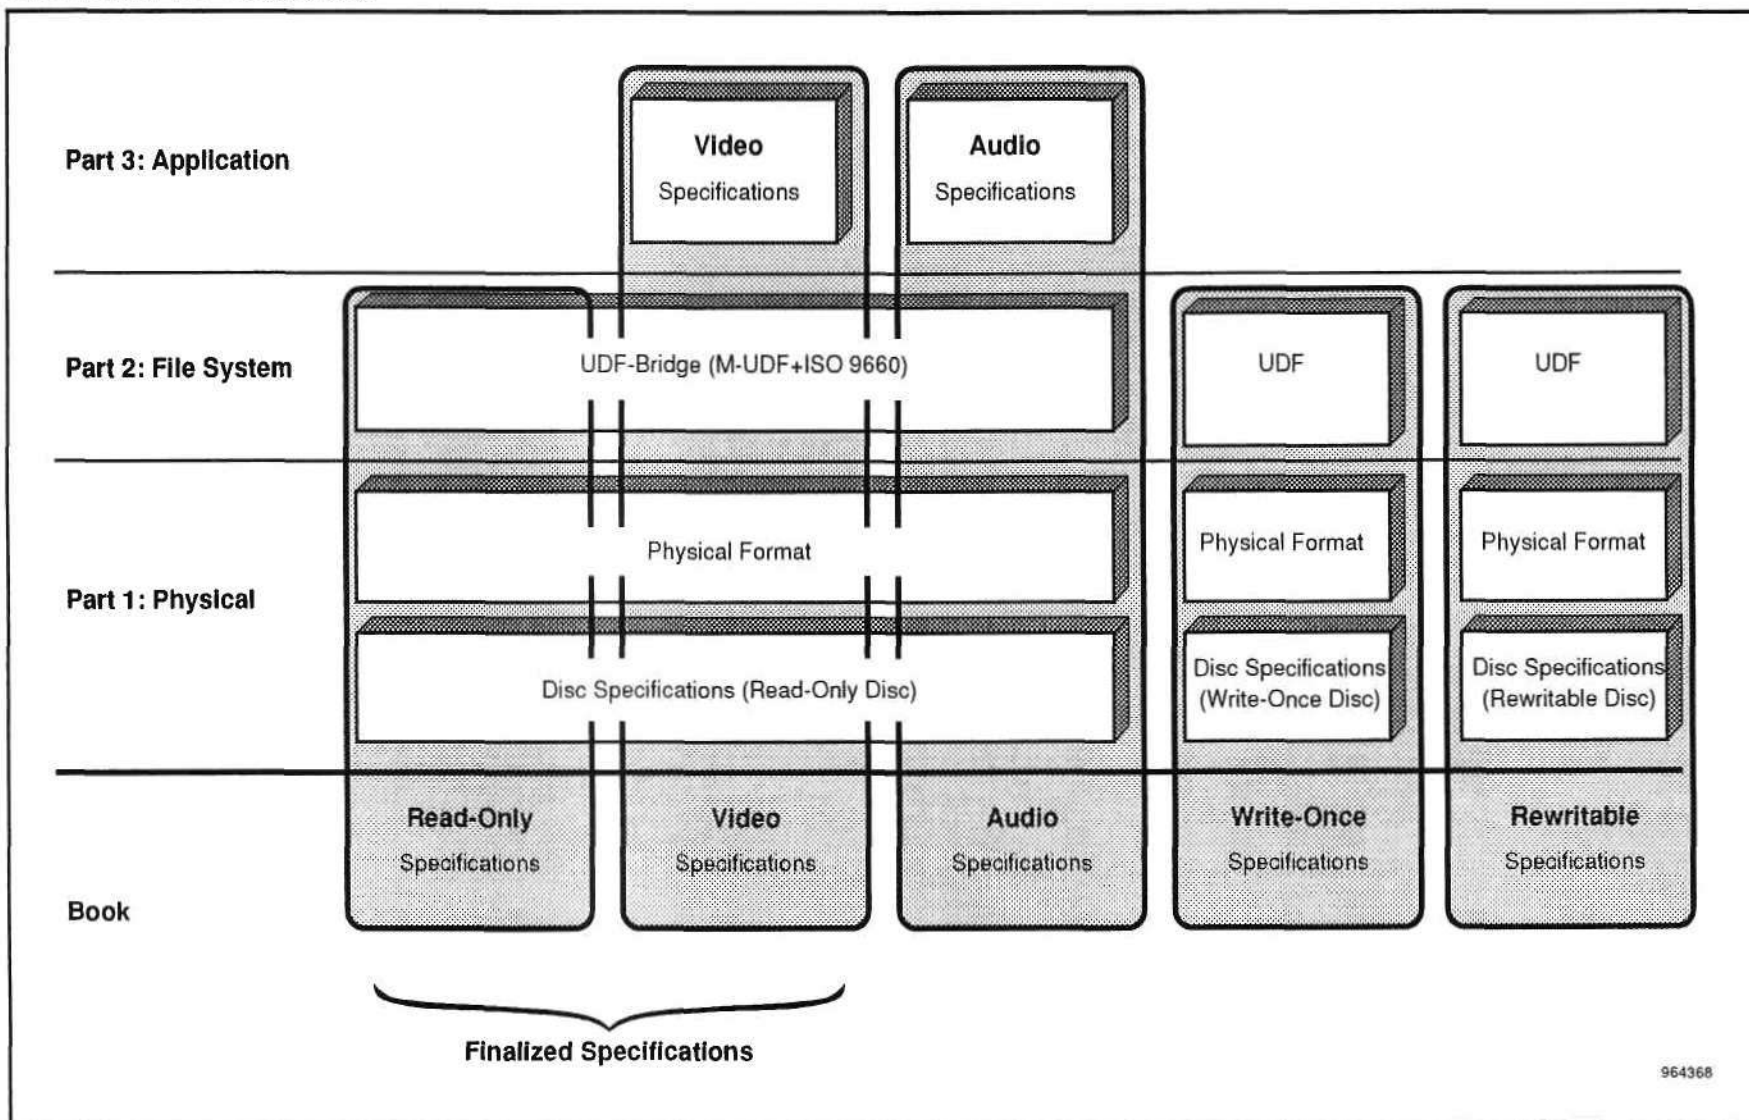 Part 3: Application
Video
Specifications
Audio
Specifications
Part 2: File System
UDF-Bridge (M-UDF+ISO 9660)
UDF
UDF
Part 1: Physical
Physical Format
Physical Format
Physical Format
Disc Specifications (Read-Only Disc)
Disc Specifications
(Write-Once Disc)
Disc Specifications
(Rewritable Disc)
Book
Read-Only
Specifications
Video
Specifications
Audio
Specifications
Write-Once
Specifications
Rewritable
Specifications
Finalized Specifications
964368